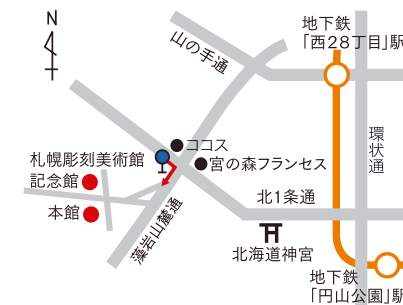 N
地下鉄
「西28丁目」駅
山の手通
環状通
ココス
宮の森フランセス
札幌彫刻美術館
記念館
本館
北1条通
北海道神宮
藻岩山麓通
地下鉄
「円山公園」駅